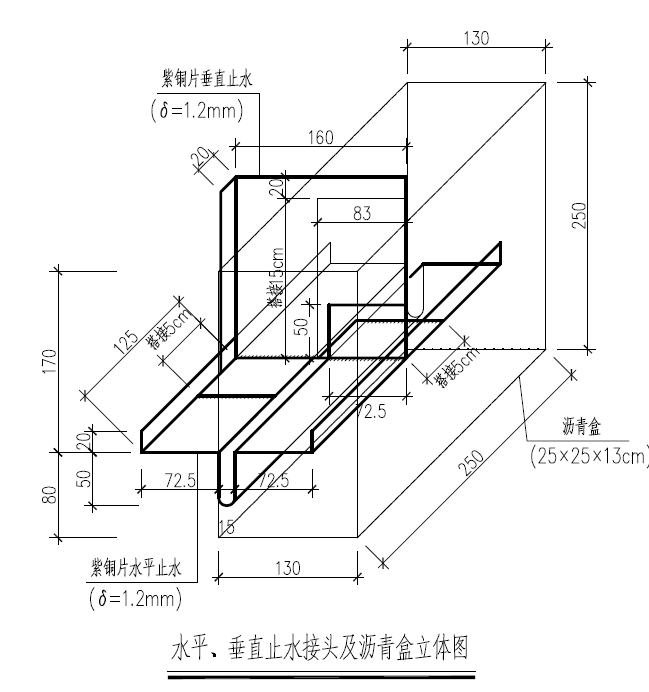 130
紫铜片垂直止水
(δ=1.2mm)
160
20
20
83
250
搭接15cm
50
125
搭接5cm
170
搭接5cm
72.5
沥青盒
(25×25×13cm)
20
50
72.5
72.5
250
80
15
紫铜片水平止水
(δ=1.2mm)
130
水平、垂直止水接头及沥青盒立体图